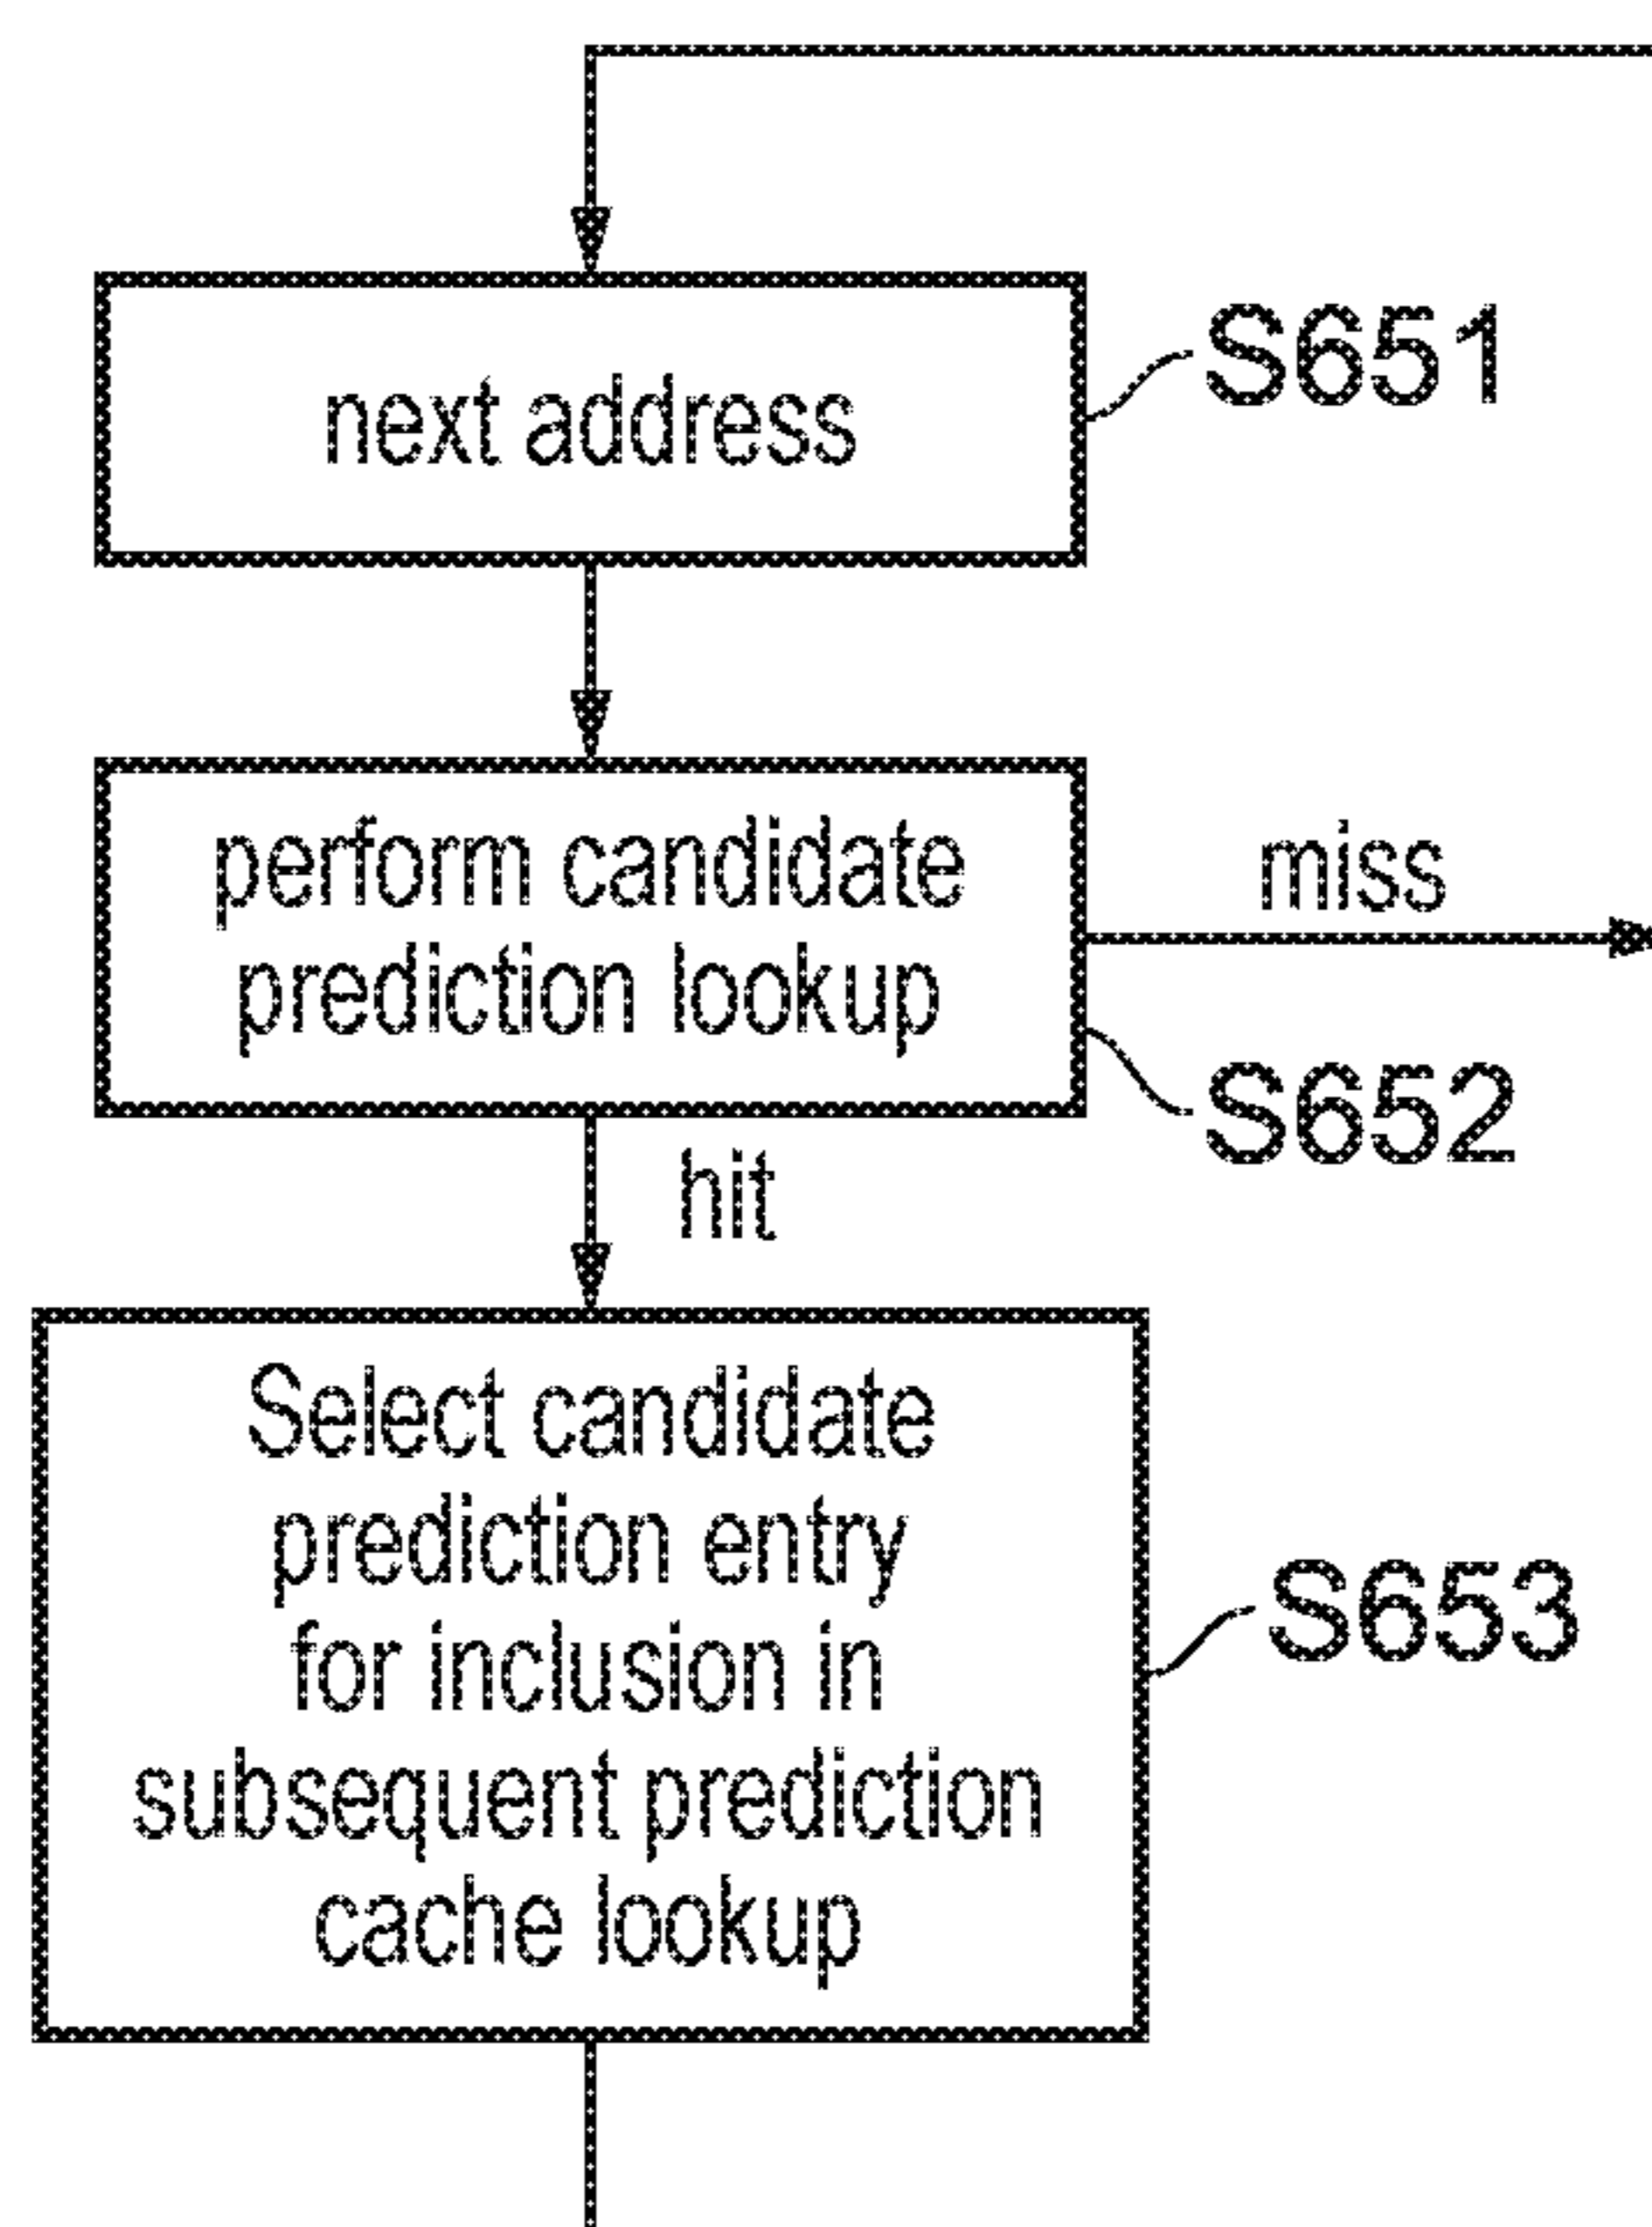 next address
S651
perform candidate
prediction lookup
miss
S652
hit
Select candidate
prediction entry
for inclusion in
subsequent prediction
cache lookup
S653